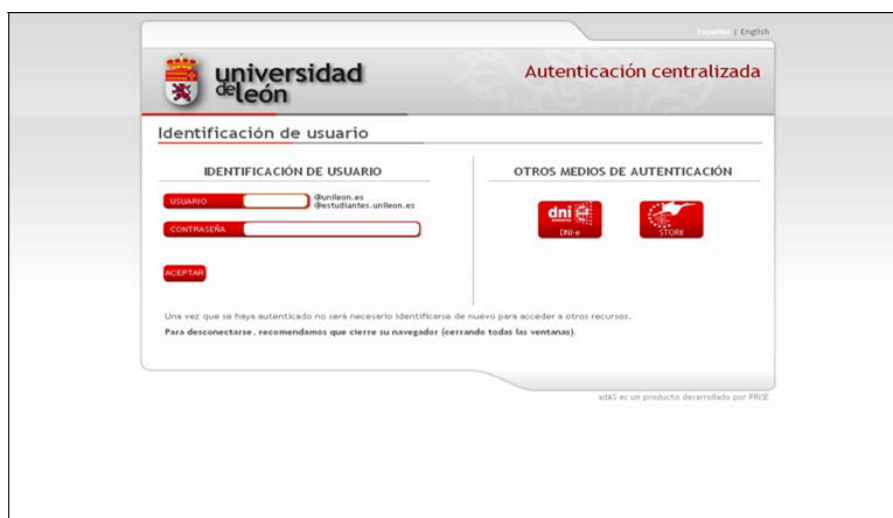 Español | English
universidad
de león
Autenticación centralizada
Identificación de usuario
IDENTIFICACIÓN DE USUARIO
USUARIO
@unileon.es
@estudiantes.unileon.es
CONTRASEÑA
ACEPTAR
OTROS MEDIOS DE AUTENTICACIÓN
dni
DNI-e
STORK
Una vez que se haya autenticado no será necesario identificarse de nuevo para acceder a otros recursos.
Para desconectarse, recomendamos que cierre su navegador (cerrando todas las ventanas).
adAS es un producto desarrollado por PRiSE